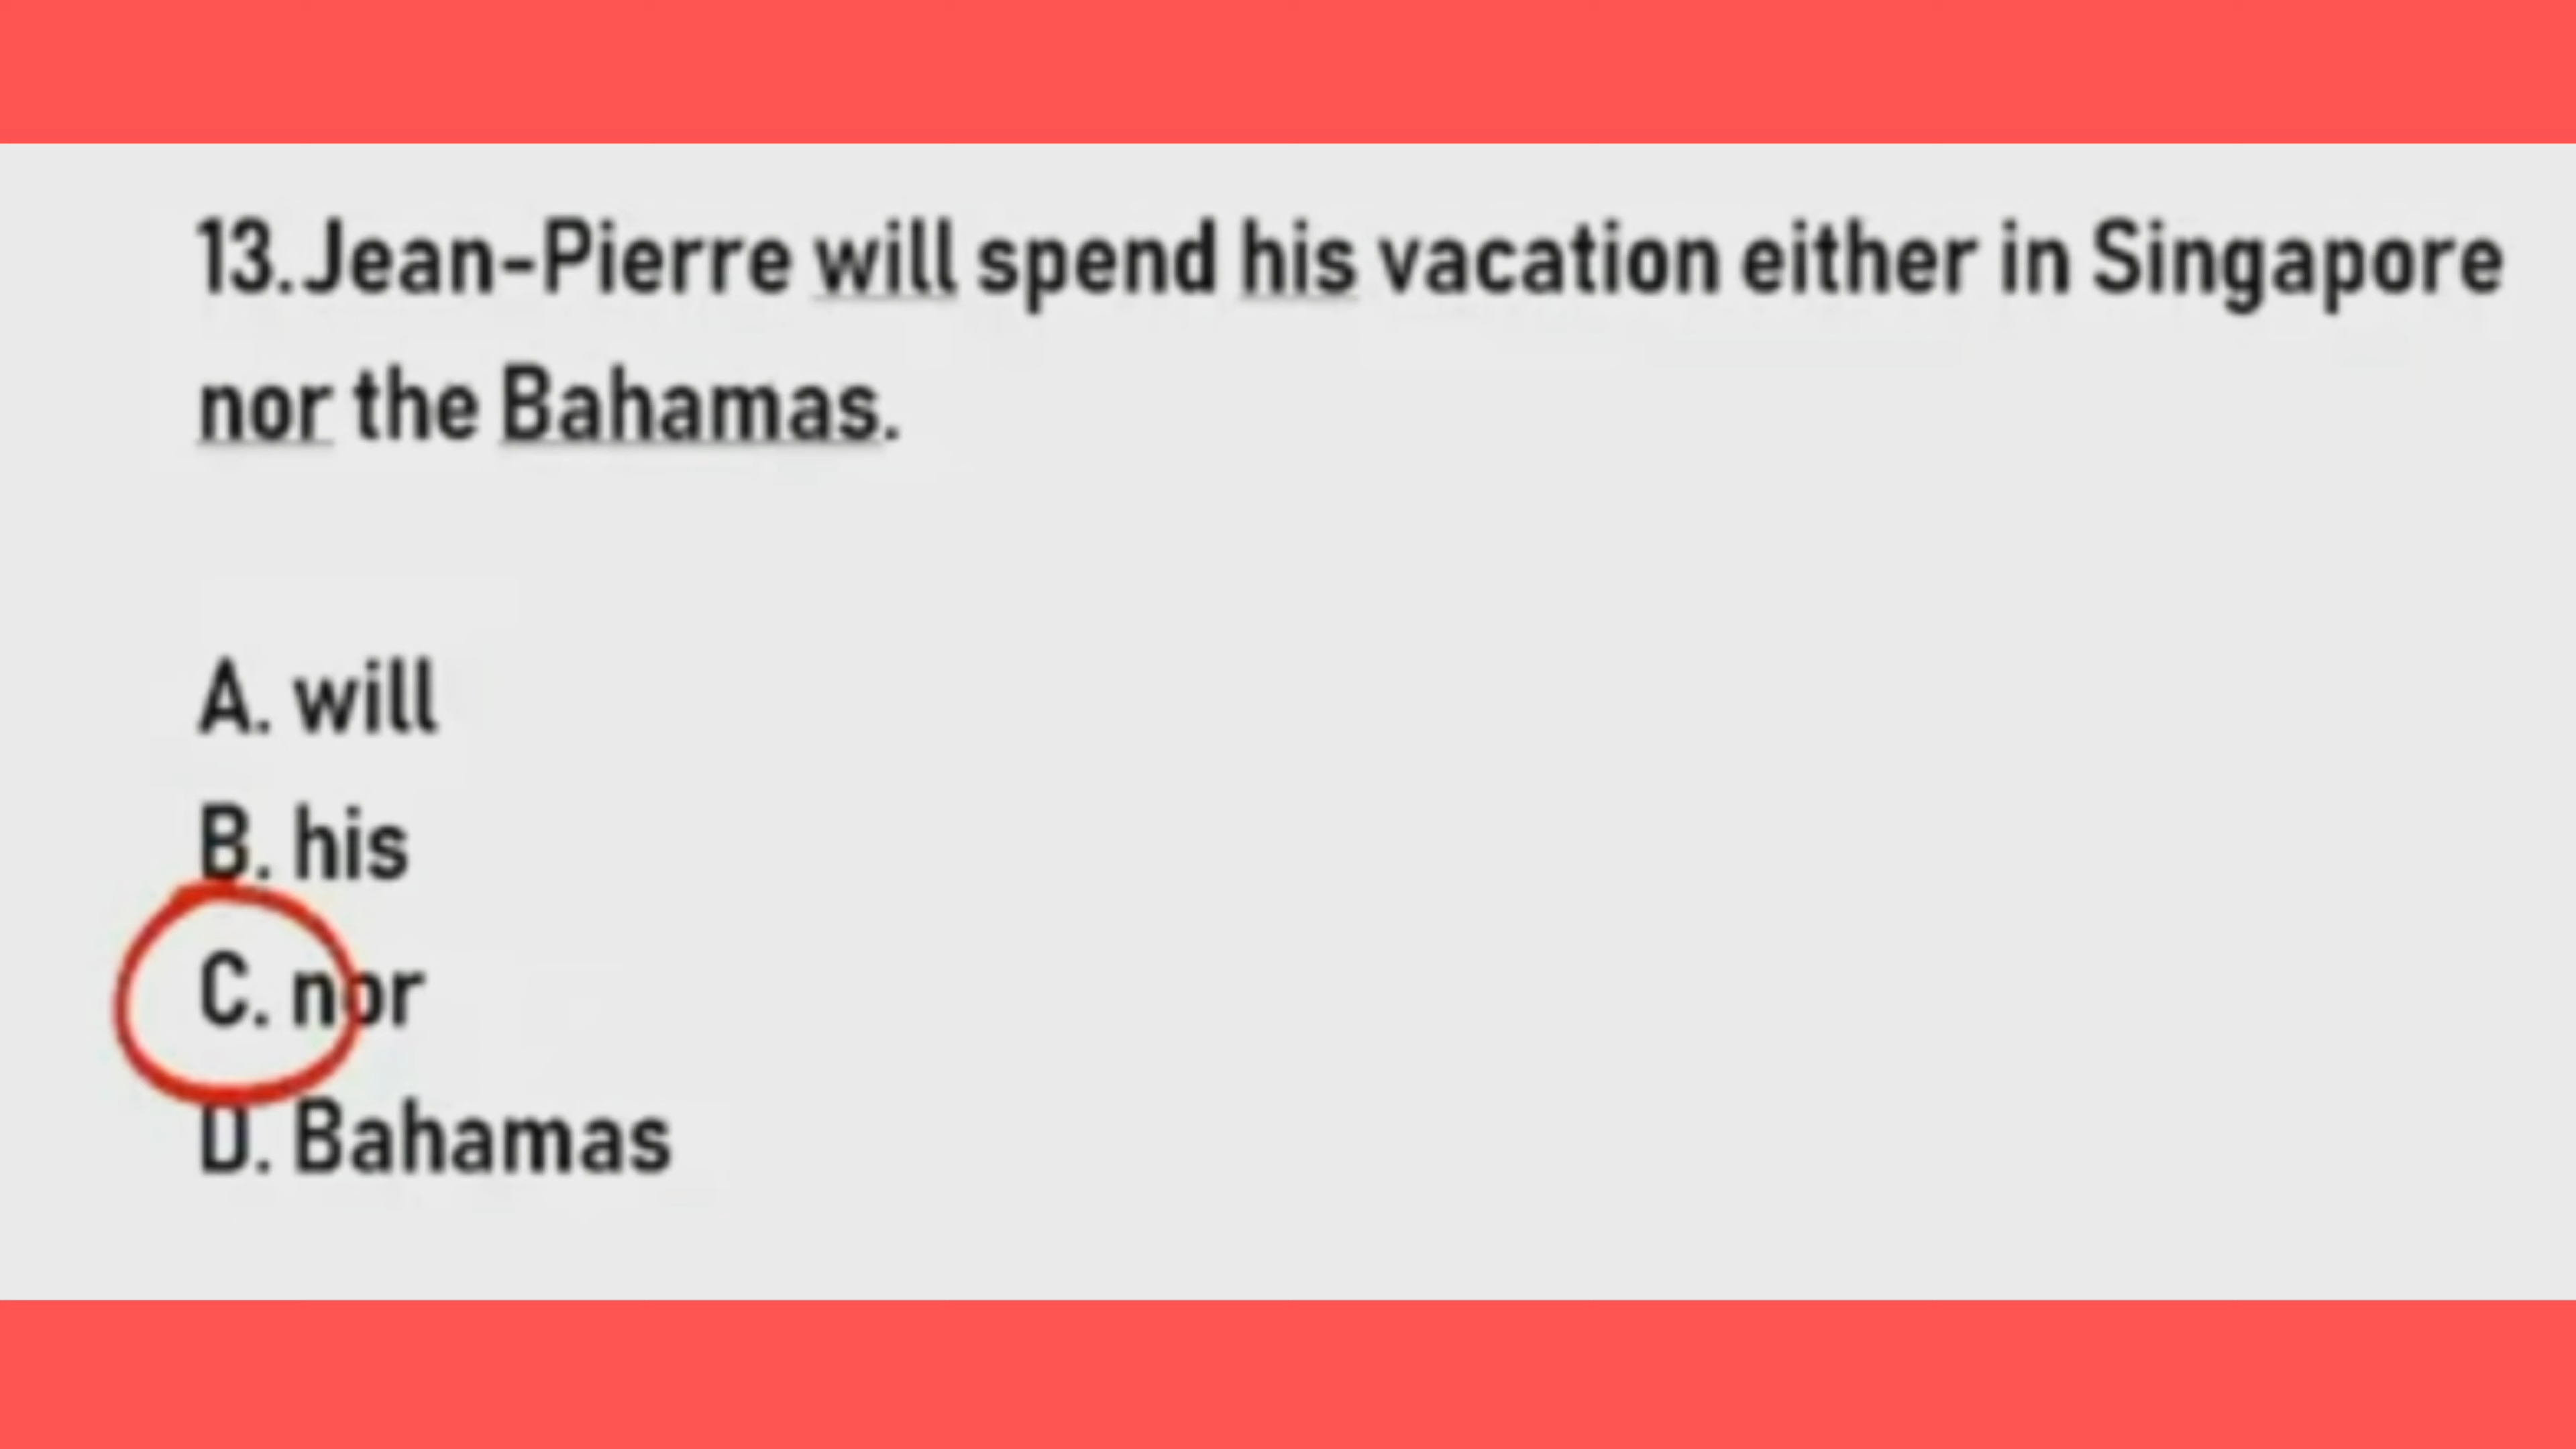 13.Jean-Pierre will spend his vacation either in Singapore
nor the Bahamas.
A. will
B. his
C. nor
D. Bahamas